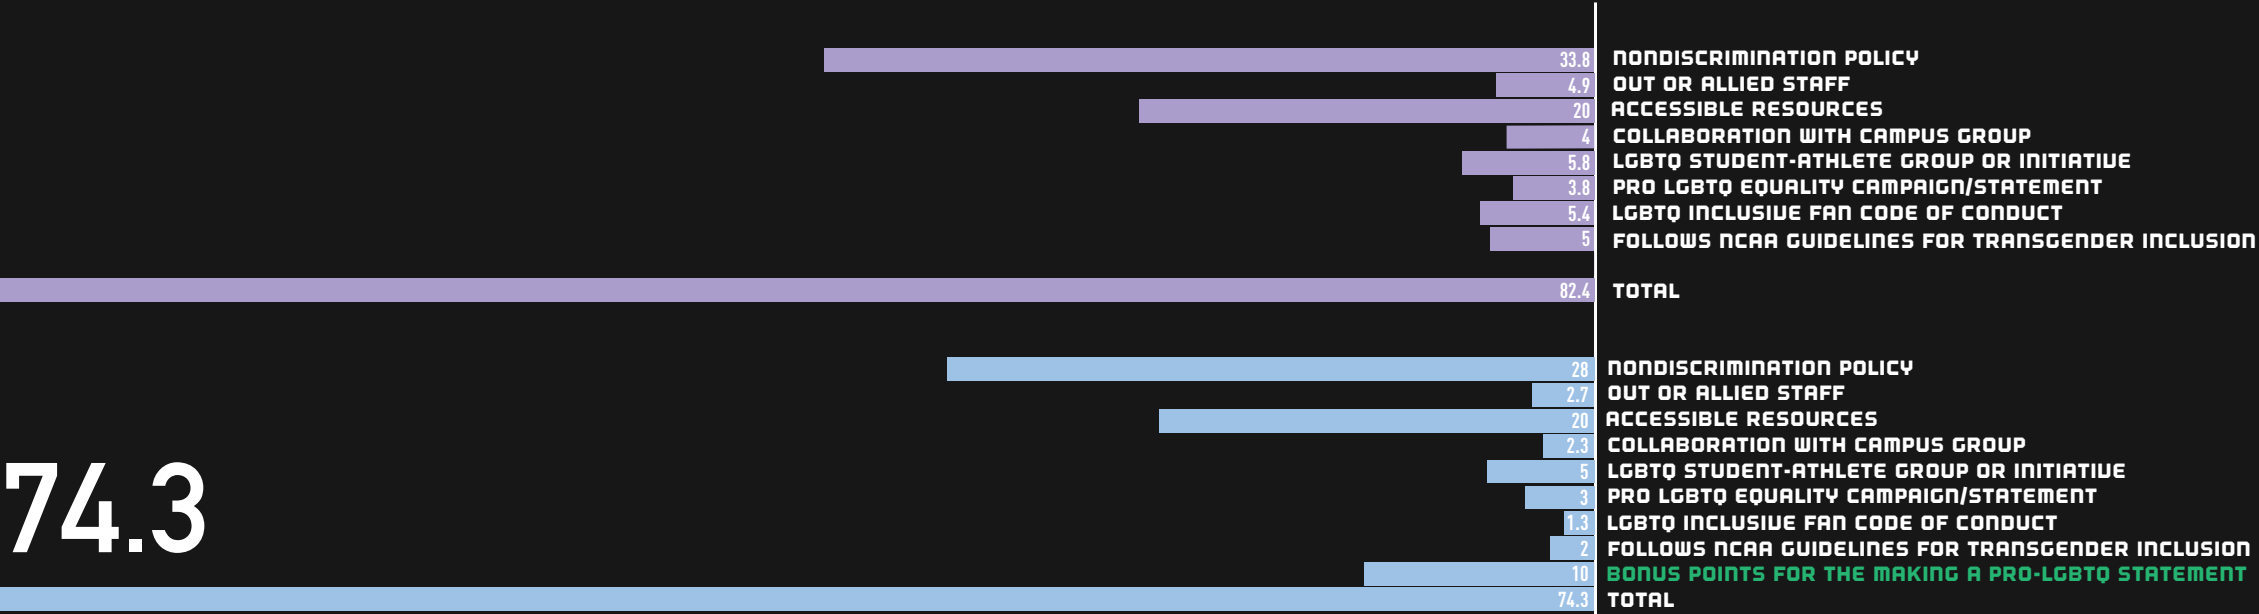 33.8 NONDISCRIMINATION POLICY
4.9 OUT OR ALLIED STAFF
20 ACCESSIBLE RESOURCES
4 COLLABORATION WITH CAMPUS GROUP
5.8 LGBTQ STUDENT-ATHLETE GROUP OR INITIATIVE
3.8 PRO LGBTQ EQUALITY CAMPAIGN/STATEMENT
5.4 LGBTQ INCLUSIVE FAN CODE OF CONDUCT
5 FOLLOWS NCAA GUIDELINES FOR TRANSGENDER INCLUSION
82.4 TOTAL
28 NONDISCRIMINATION POLICY
2.7 OUT OR ALLIED STAFF
20 ACCESSIBLE RESOURCES
2.3 COLLABORATION WITH CAMPUS GROUP
5 LGBTQ STUDENT-ATHLETE GROUP OR INITIATIVE
3 PRO LGBTQ EQUALITY CAMPAIGN/STATEMENT
74.3
1.3 LGBTQ INCLUSIVE FAN CODE OF CONDUCT
2 FOLLOWS NCAA GUIDELINES FOR TRANSGENDER INCLUSION
10 BONUS POINTS FOR THE MAKING A PRO-LGBTQ STATEMENT
74.3 TOTAL